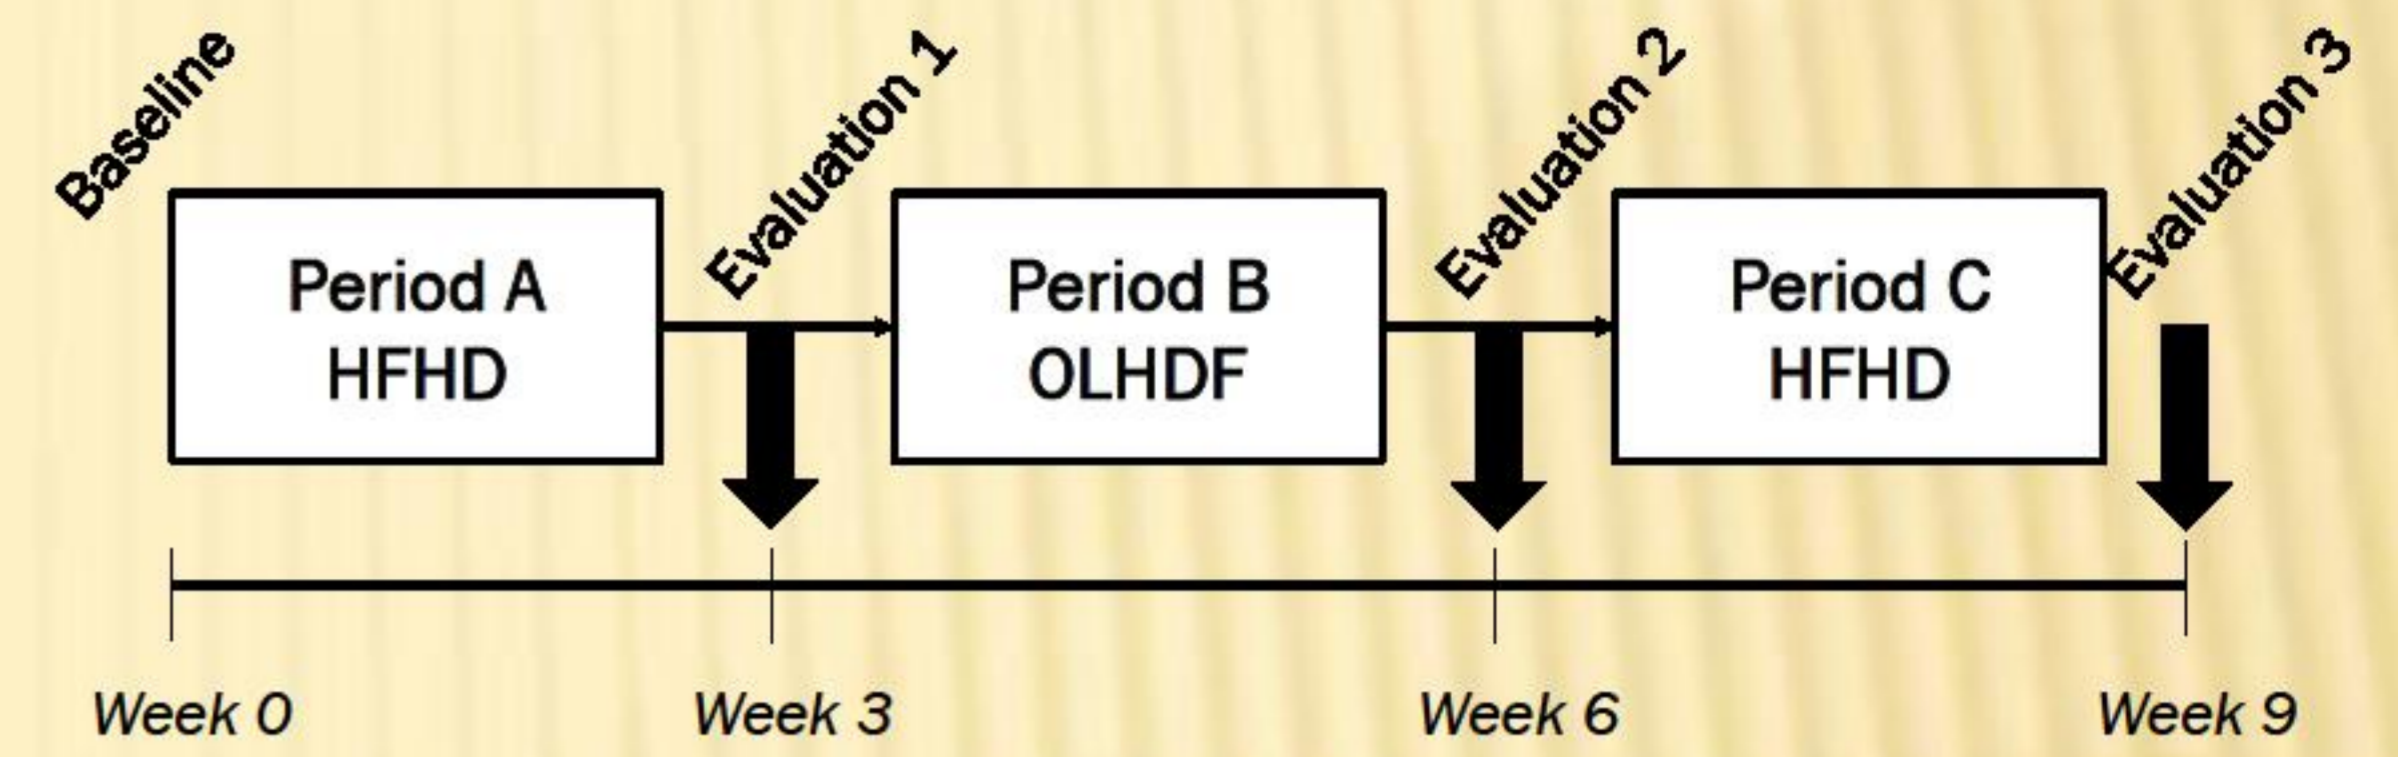 Baseline
Evaluation 1
Evaluation 2
Evaluation 3
Period A
HFHD
Period B
OLHDF
Period C
HFHD
Week 0
Week 3
Week 6
Week 9